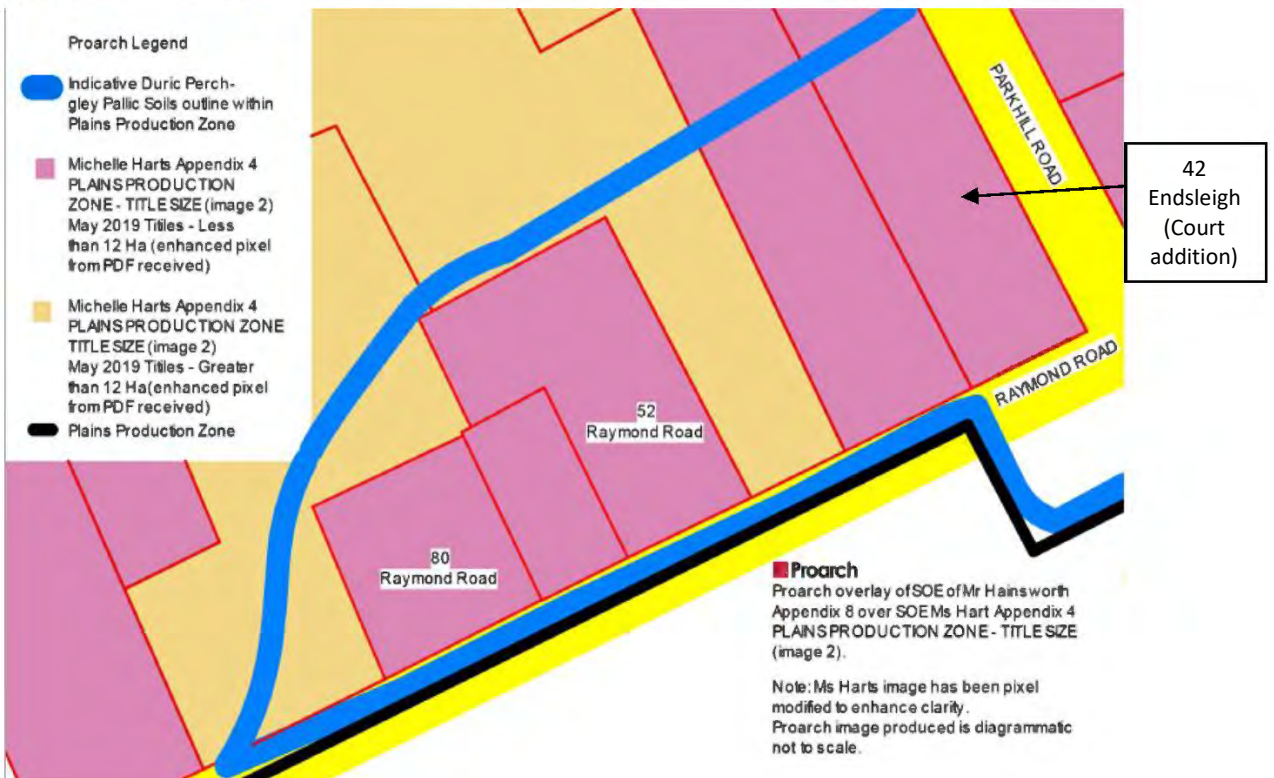 Proarch Legend
Indicative Duric Perch-
gley Pallic Soils outline within
Plains Production Zone
Michelle Harts Appendix 4
PLAINS PRODUCTION
ZONE - TITLE SIZE (image 2)
May 2019 Titles - Less
than 12 Ha (enhanced pixel
from PDF received)
Michelle Harts Appendix 4
PLAINS PRODUCTION ZONE
TITLE SIZE (image 2)
May 2019 Titles - Greater
than 12 Ha (enhanced pixel
from PDF received)
Plains Production Zone
PARKHILL ROAD
42
Endsleigh
(Court
addition)
RAYMOND ROAD
52
Raymond Road
80
Raymond Road
Proarch
Proarch overlay of SOE of Mr Hainsworth
Appendix 8 over SOE Ms Hart Appendix 4
PLAINS PRODUCTION ZONE - TITLE SIZE
(image 2).
Note: Ms Harts image has been pixel
modified to enhance clarity.
Proarch image produced is diagrammatic
not to scale.